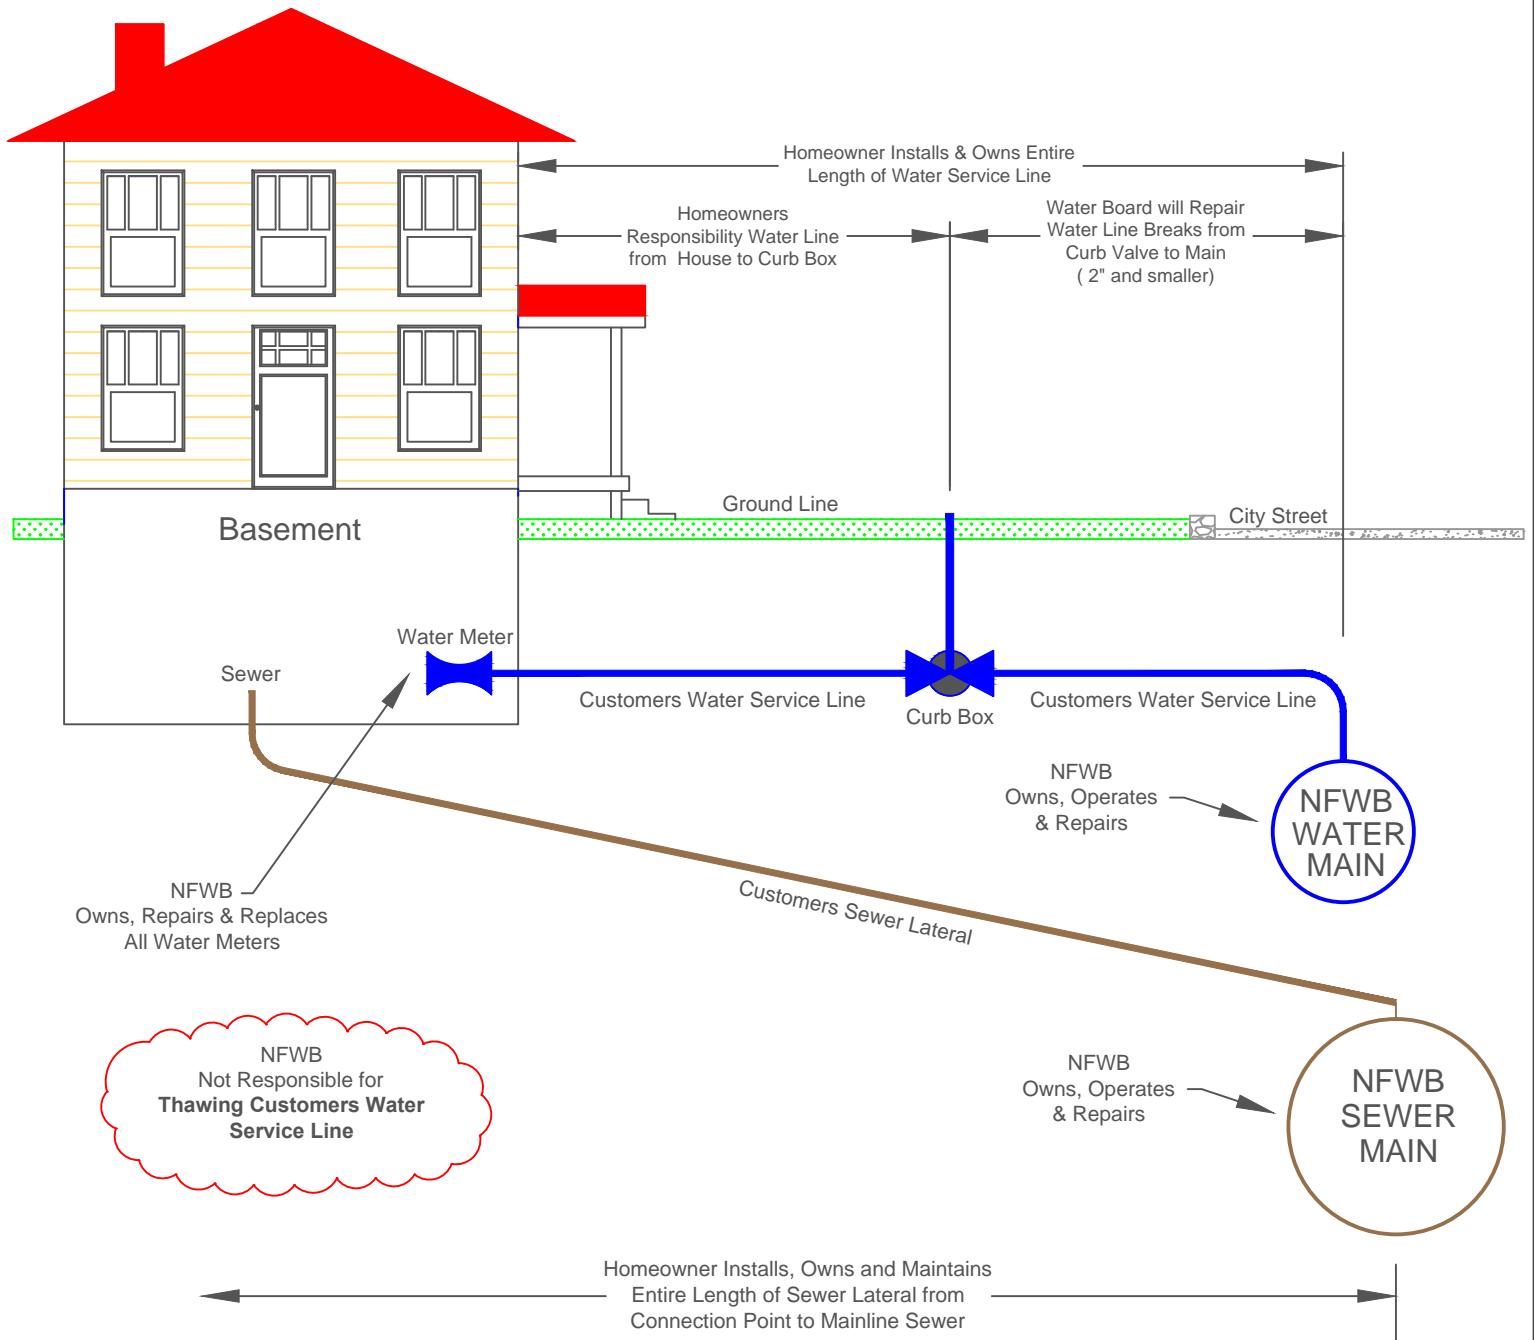 Homeowner Installs & Owns Entire
Length of Water Service Line
Homeowners
Responsibility Water Line
from House to Curb Box
Water Board will Repair
Water Line Breaks from
Curb Valve to Main
( 2" and smaller)
Ground Line
City Street
Basement
Water Meter
Sewer
Customers Water Service Line
Curb Box
Customers Water Service Line
NFWB
Owns, Operates
& Repairs
NFWB
WATER
MAIN
NFWB
Owns, Repairs & Replaces
All Water Meters
Customers Sewer Lateral
NFWB
Not Responsible for
Thawing Customers Water
Service Line
NFWB
Owns, Operates
& Repairs
NFWB
SEWER
MAIN
Homeowner Installs, Owns and Maintains
Entire Length of Sewer Lateral from
Connection Point to Mainline Sewer